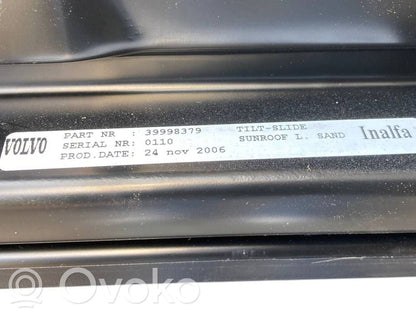 VOLVO
PART NR : 39998379 TILT-SLIDE
SERIAL NR: 0110 SUNROOF L. SAND
PROD.DATE: 24 nov 2006
Inalfa
OVOKO